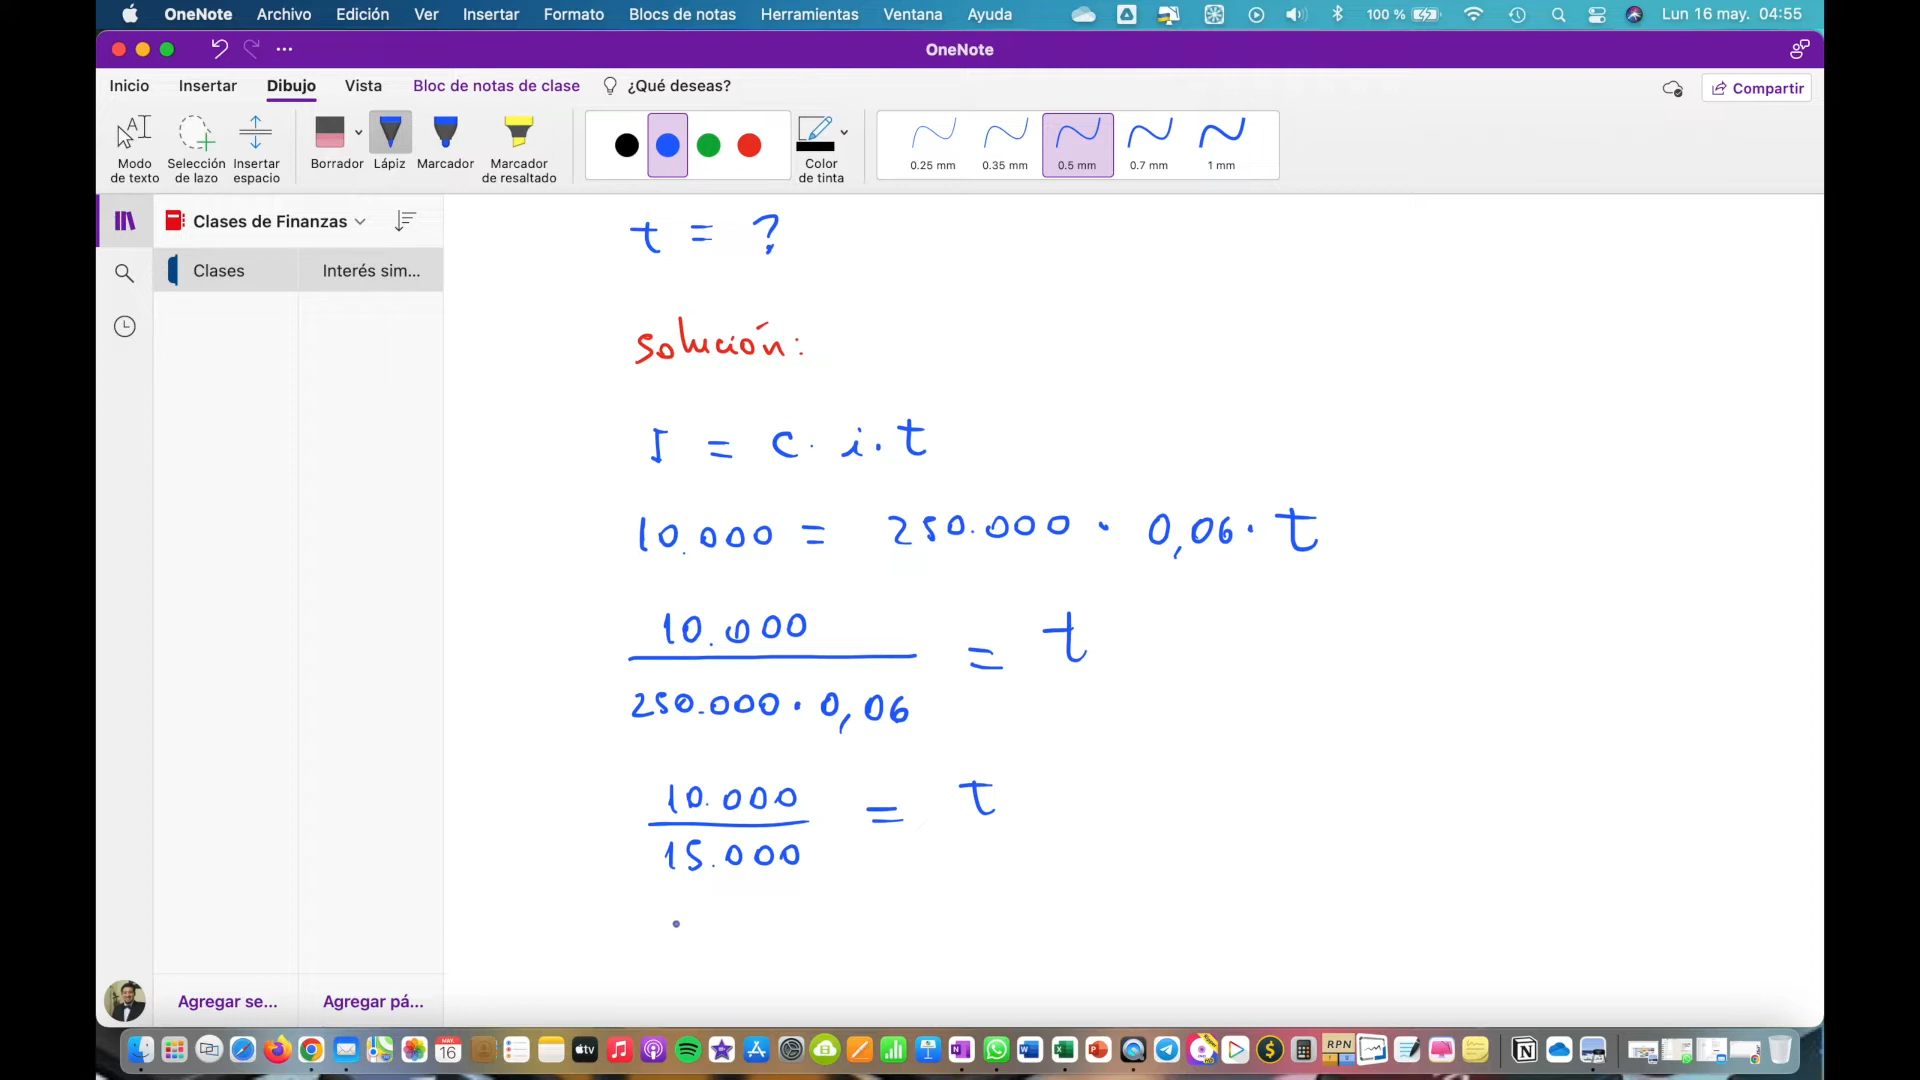 OneNote Archivo Edición Ver Insertar Formato Blocs de notas Herramientas Ventana Ayuda 100 % Lun 16 may. 04:55
OneNote
Inicio Insertar Dibujo Vista Bloc de notas de clase ¿Qué deseas? Compartir
Modo de texto
Selección de lazo
Insertar espacio
Borrador
Lápiz
Marcador
Marcador de resaltado
Color de tinta
0.25 mm 0.35 mm 0.5 mm 0.7 mm 1 mm
Clases de Finanzas
Clases Interés sim...
t = ?
solución:
I = c · i · t
10.000 = 250.000 · 0,06 · t
10.000
250.000 · 0,06
= t
10.000
15.000
= t
Agregar se... Agregar pá...
MAY
16
tv
RPN